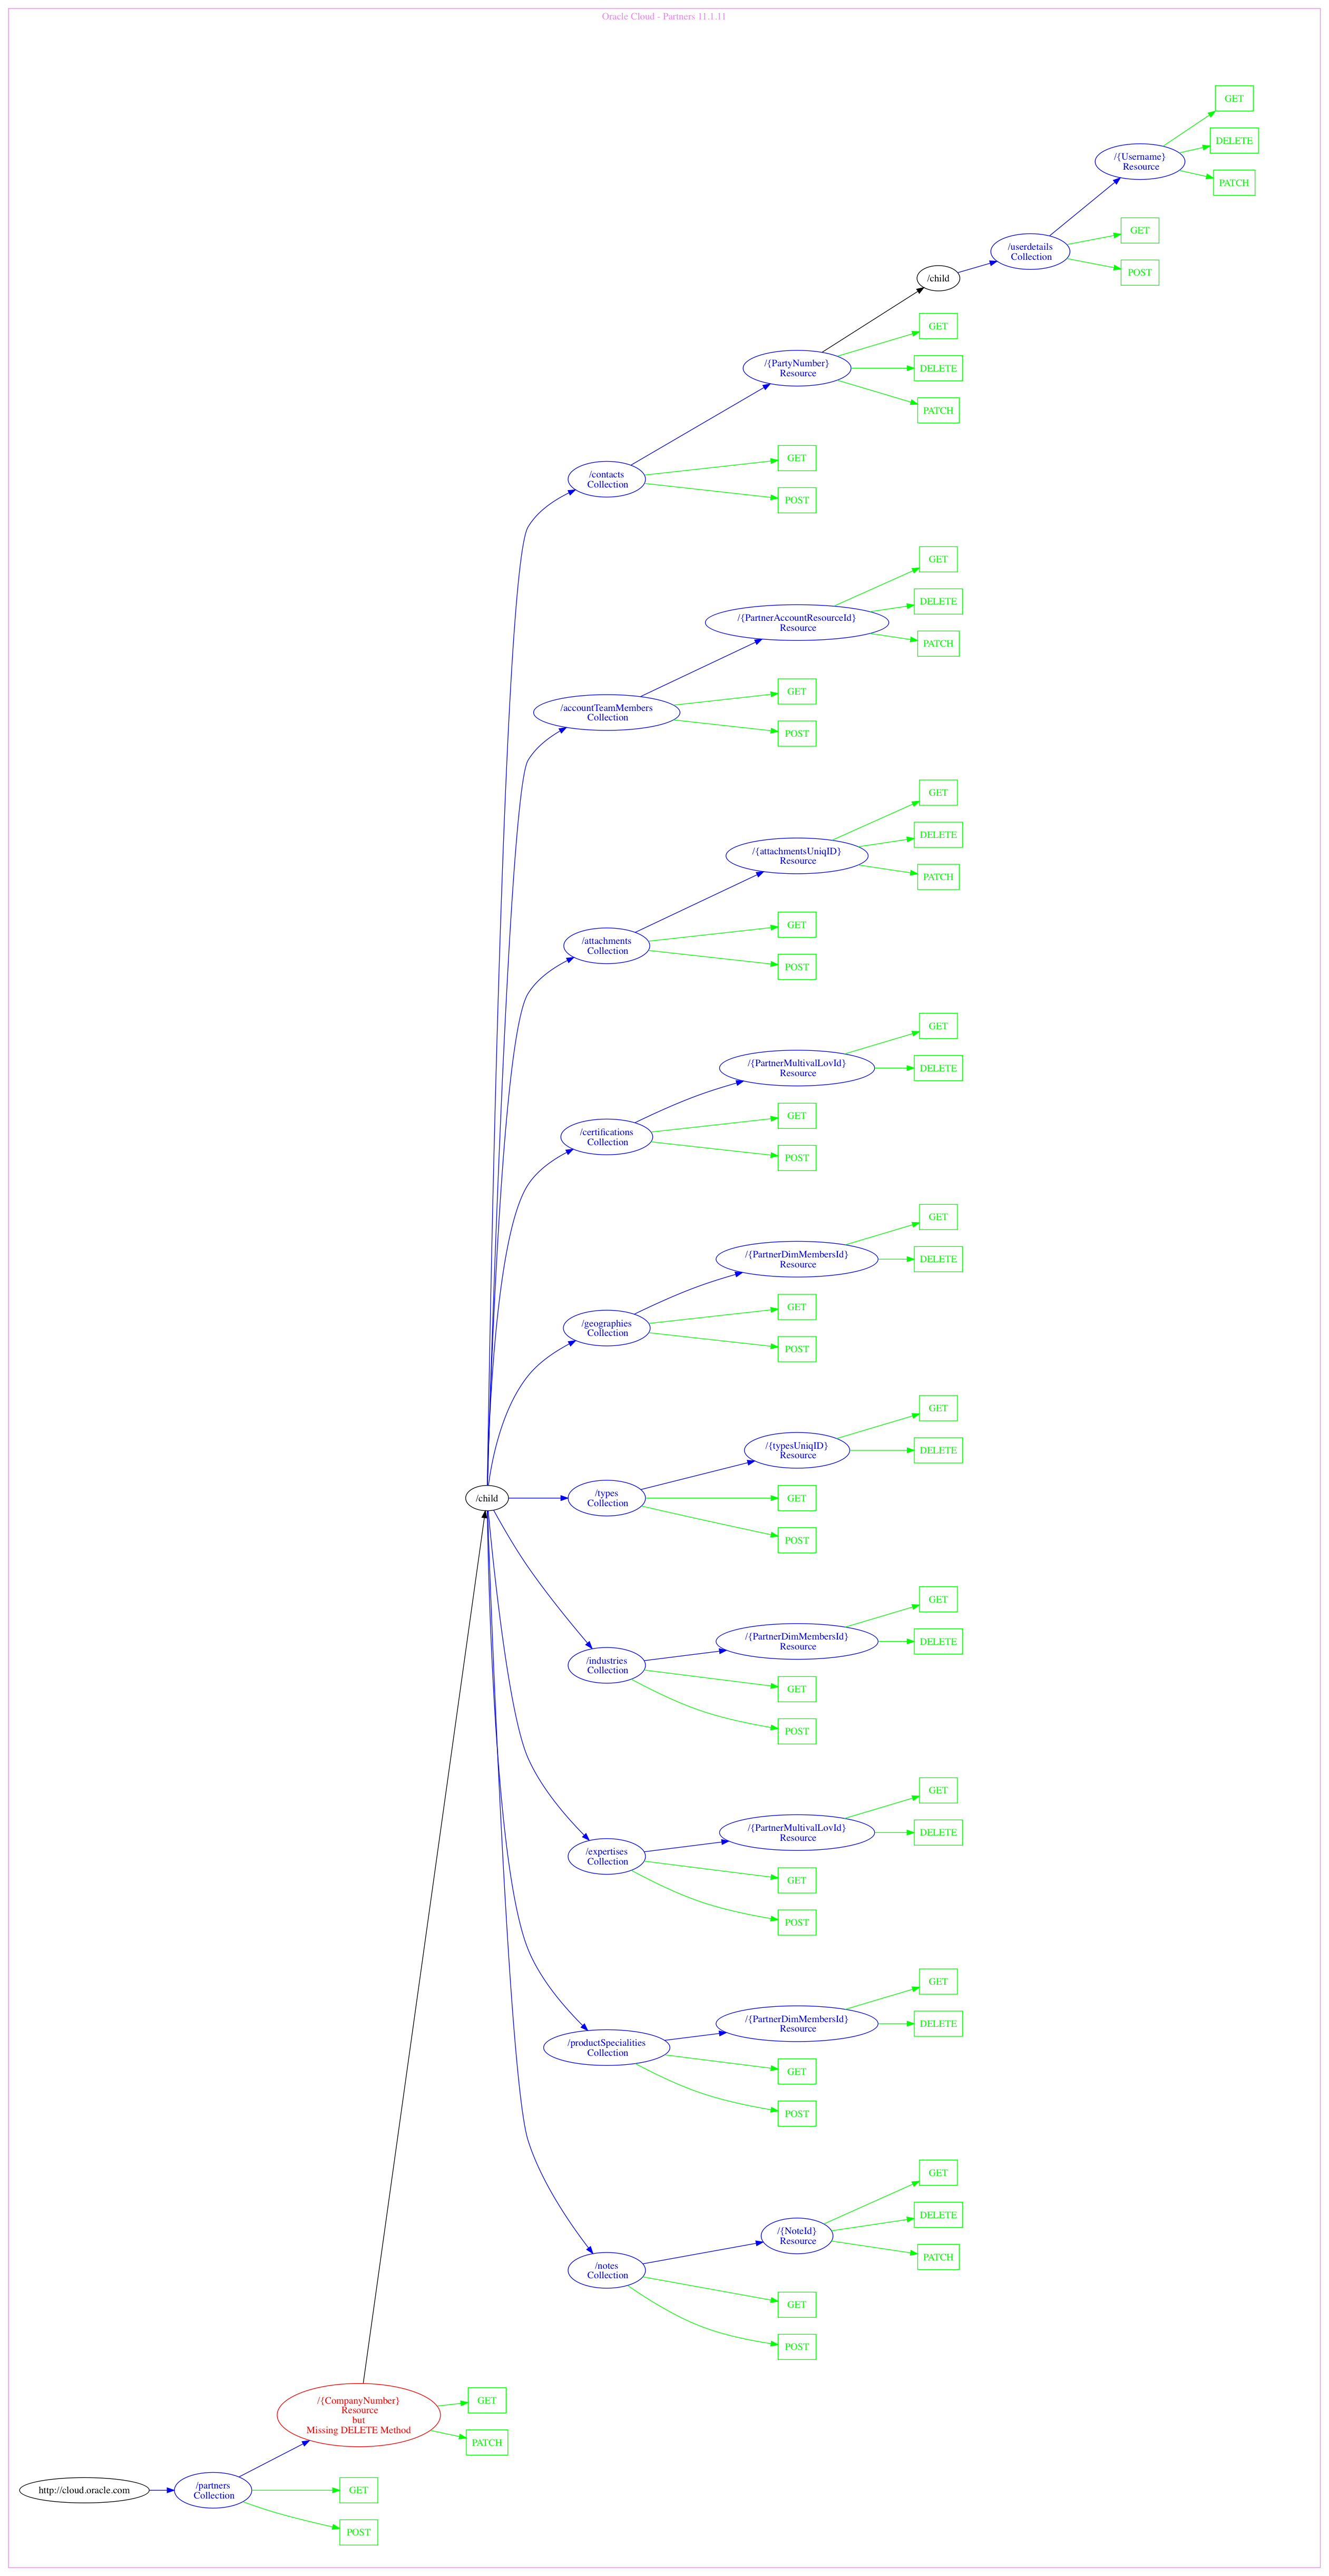 Oracle Cloud - Partners 11.1.11
GET
/{Username}
Resource
DELETE
PATCH
/userdetails
Collection
GET
POST
/child
/{PartyNumber}
Resource
GET
DELETE
PATCH
/contacts
Collection
GET
POST
/{PartnerAccountResourceId}
Resource
GET
DELETE
PATCH
/accountTeamMembers
Collection
GET
POST
/{attachmentsUniqID}
Resource
GET
DELETE
PATCH
/attachments
Collection
GET
POST
/{PartnerMultivalLovId}
Resource
GET
DELETE
/certifications
Collection
GET
POST
/{PartnerDimMembersId}
Resource
GET
DELETE
/geographies
Collection
GET
POST
/{typesUniqID}
Resource
GET
DELETE
/child
/types
Collection
GET
POST
/{PartnerDimMembersId}
Resource
GET
DELETE
/industries
Collection
GET
POST
/{PartnerMultivalLovId}
Resource
GET
DELETE
/expertises
Collection
GET
POST
/{PartnerDimMembersId}
Resource
GET
DELETE
/productSpecialities
Collection
GET
POST
/{NoteId}
Resource
GET
DELETE
PATCH
/notes
Collection
GET
POST
/{CompanyNumber}
Resource
but
Missing DELETE Method
GET
PATCH
http://cloud.oracle.com
/partners
Collection
GET
POST